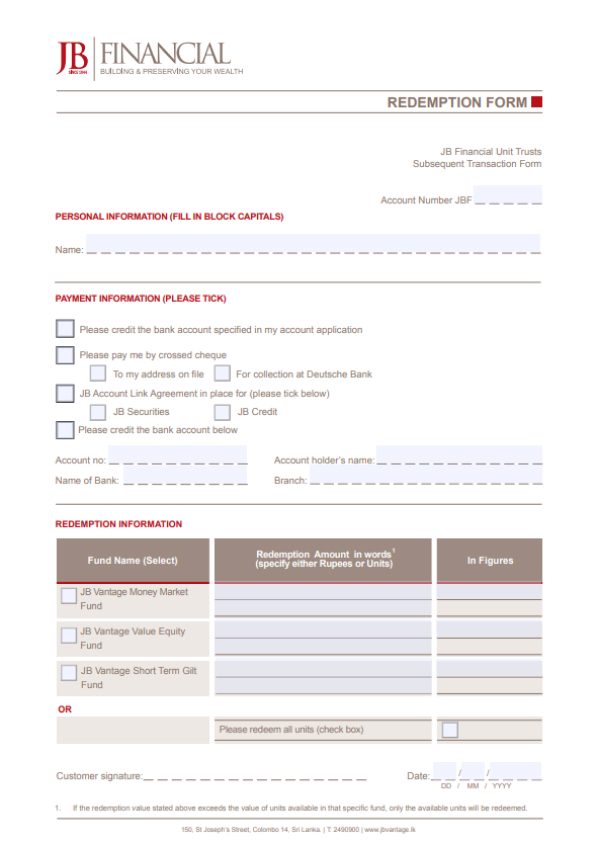 JB FINANCIAL
SINCE 1944
BUILDING & PRESERVING YOUR WEALTH
REDEMPTION FORM
JB Financial Unit Trusts
Subsequent Transaction Form
Account Number JBF
PERSONAL INFORMATION (FILL IN BLOCK CAPITALS)
Name:
PAYMENT INFORMATION (PLEASE TICK)
Please credit the bank account specified in my account application
Please pay me by crossed cheque
To my address on file For collection at Deutsche Bank
JB Account Link Agreement in place for (please tick below)
JB Securities JB Credit
Please credit the bank account below
Account no: Account holder's name:
Name of Bank: Branch:
REDEMPTION INFORMATION
Fund Name (Select) Redemption Amount in words1 (specify either Rupees or Units) In Figures
JB Vantage Money Market
Fund
JB Vantage Value Equity
Fund
JB Vantage Short Term Gilt
Fund
OR
Please redeem all units (check box)
Customer signature: Date: / /
DD / MM / YYYY
1. If the redemption value stated above exceeds the value of units available in that specific fund, only the available units will be redeemed.
150, St Joseph's Street, Colombo 14, Sri Lanka. | T: 2490900 | www.jbvantage.lk